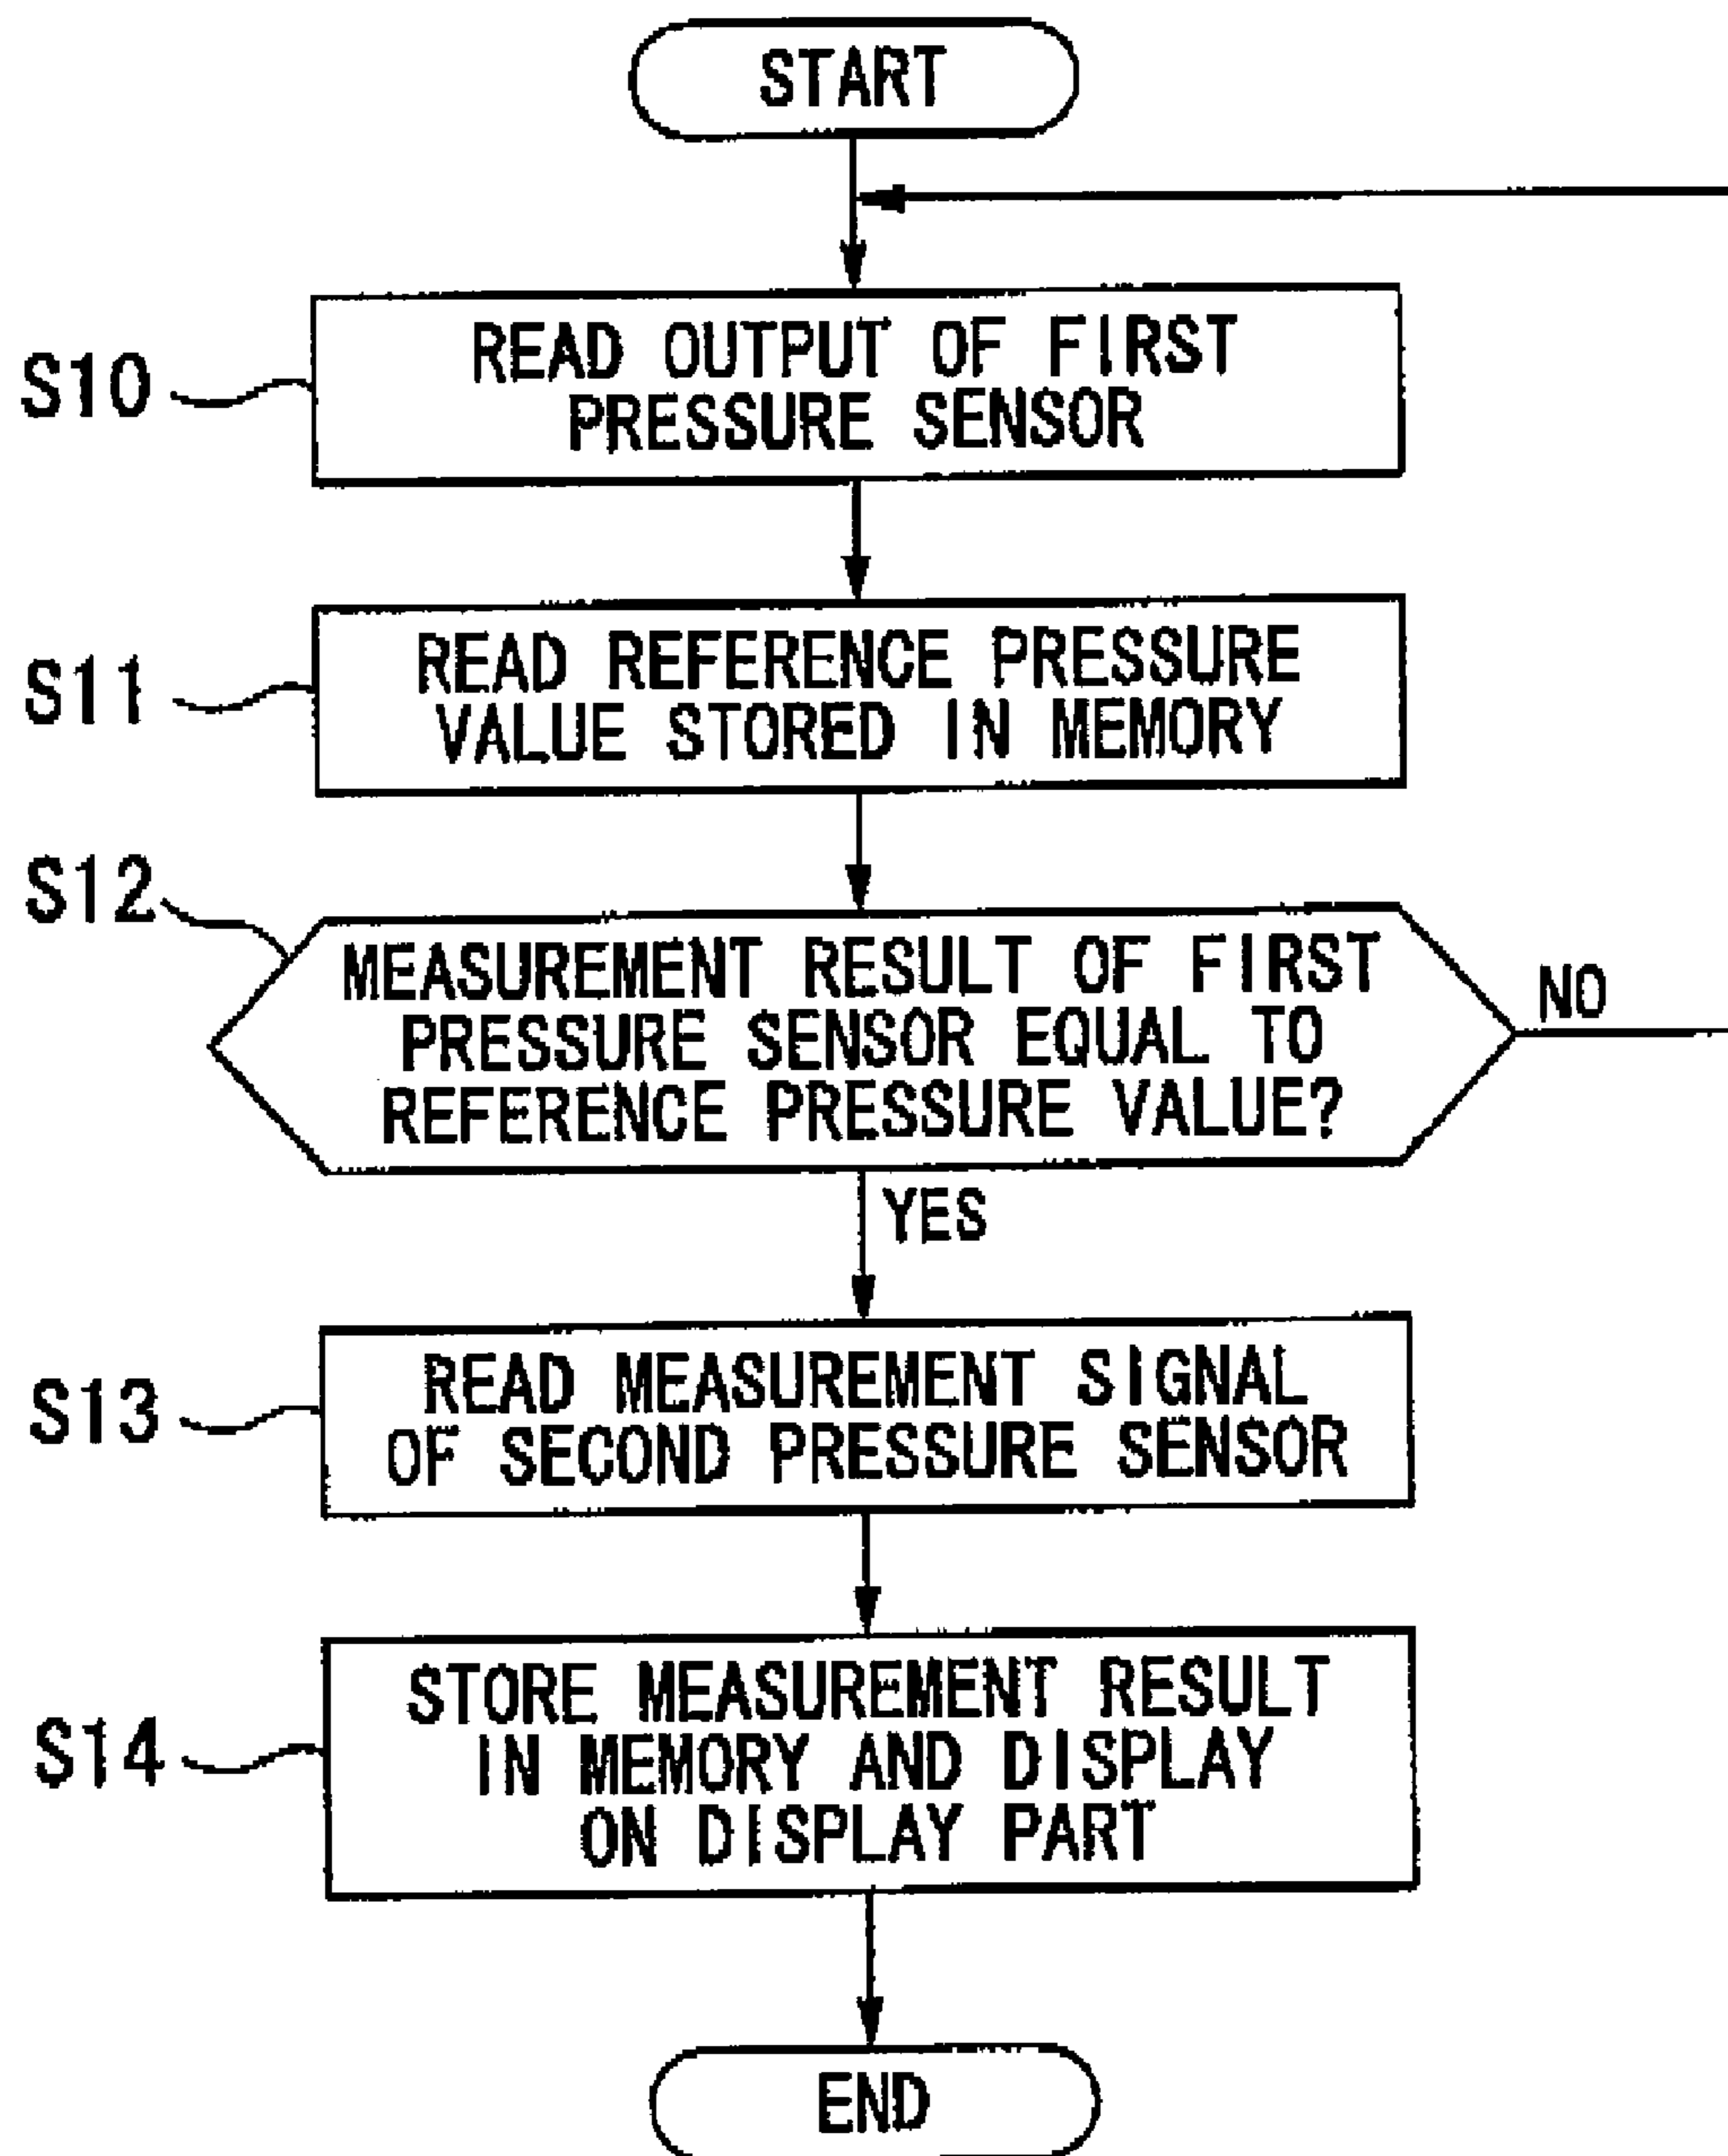 START
S10
READ OUTPUT OF FIRST
PRESSURE SENSOR
S11
READ REFERENCE PRESSURE
VALUE STORED IN MEMORY
S12
MEASUREMENT RESULT OF FIRST
PRESSURE SENSOR EQUAL TO
REFERENCE PRESSURE VALUE?
NO
YES
S13
READ MEASUREMENT SIGNAL
OF SECOND PRESSURE SENSOR
S14
STORE MEASUREMENT RESULT
IN MEMORY AND DISPLAY
ON DISPLAY PART
END